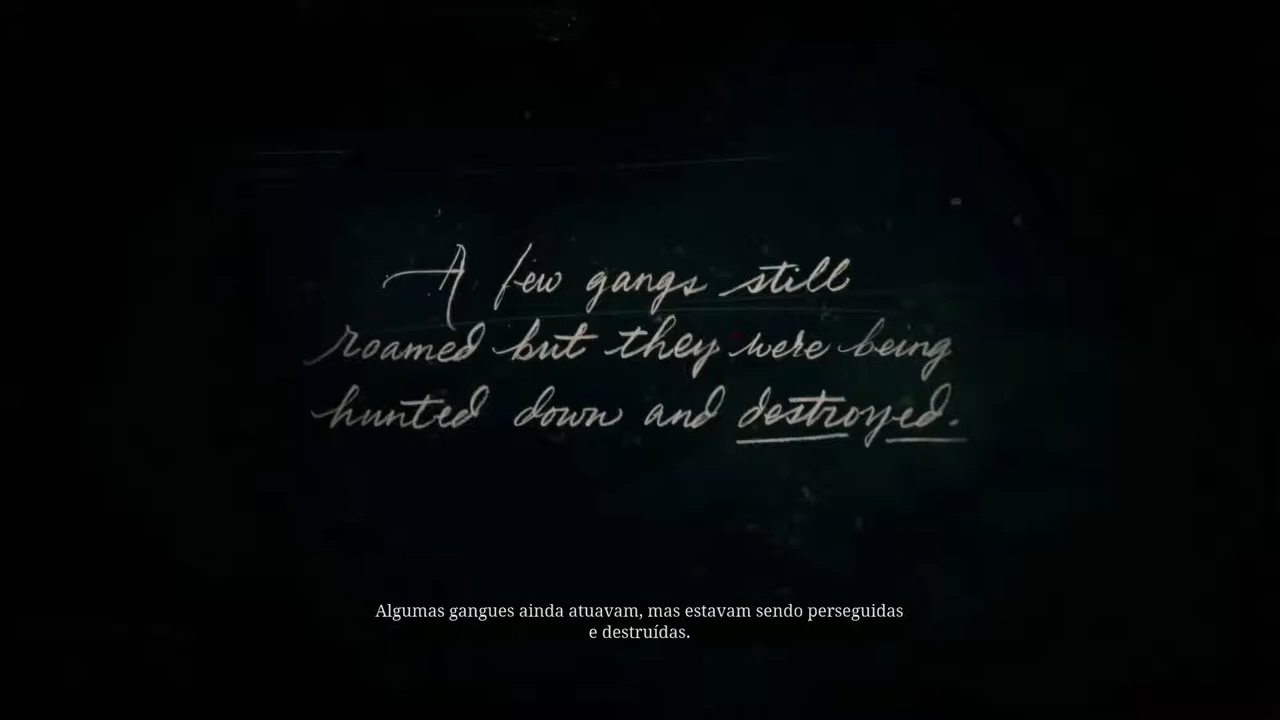 A few gangs still
roamed but they were being
hunted down and destroyed.
Algumas gangues ainda atuavam, mas estavam sendo perseguidas
e destruídas.